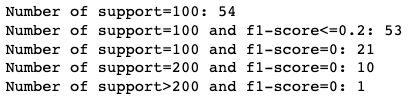 Number of support=100: 54
Number of support=100 and f1-score<=0.2: 53
Number of support=100 and f1-score=0: 21
Number of support=200 and f1-score=0: 10
Number of support>200 and f1-score=0: 1